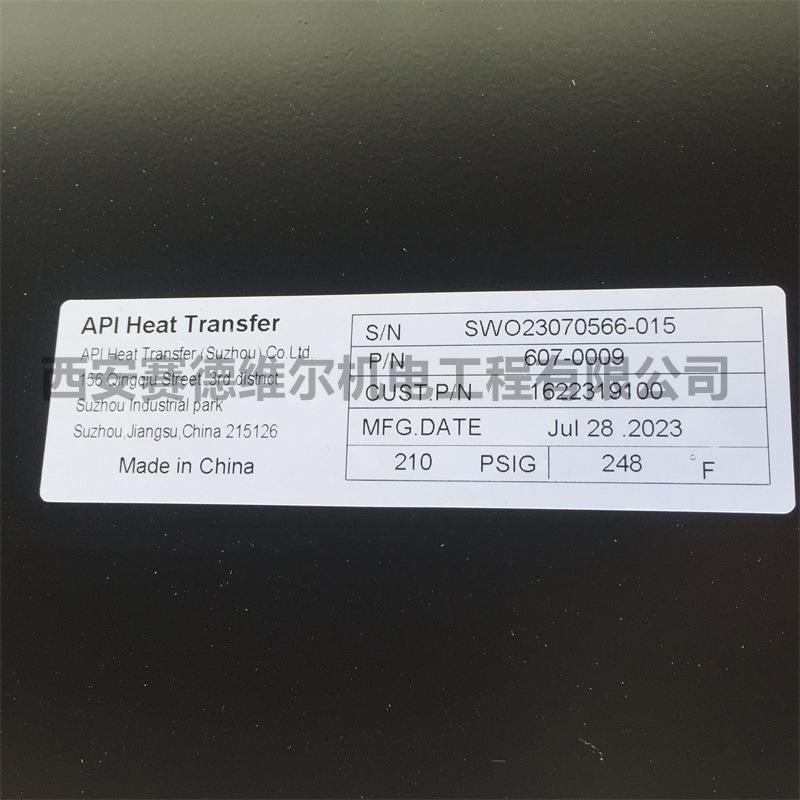 API Heat Transfer
API Heat Transfer (Suzhou) Co.Ltd
156 Qingqiu Street, 3rd district
Suzhou Industrial park
Suzhou,Jiangsu,China 215126
Made in China
S/N SWO23070566-015
P/N 607-0009
CUST.P/N 1622319100
MFG.DATE Jul 28 .2023
210 PSIG 248 °F
西安赛德维尔机电工程有限公司